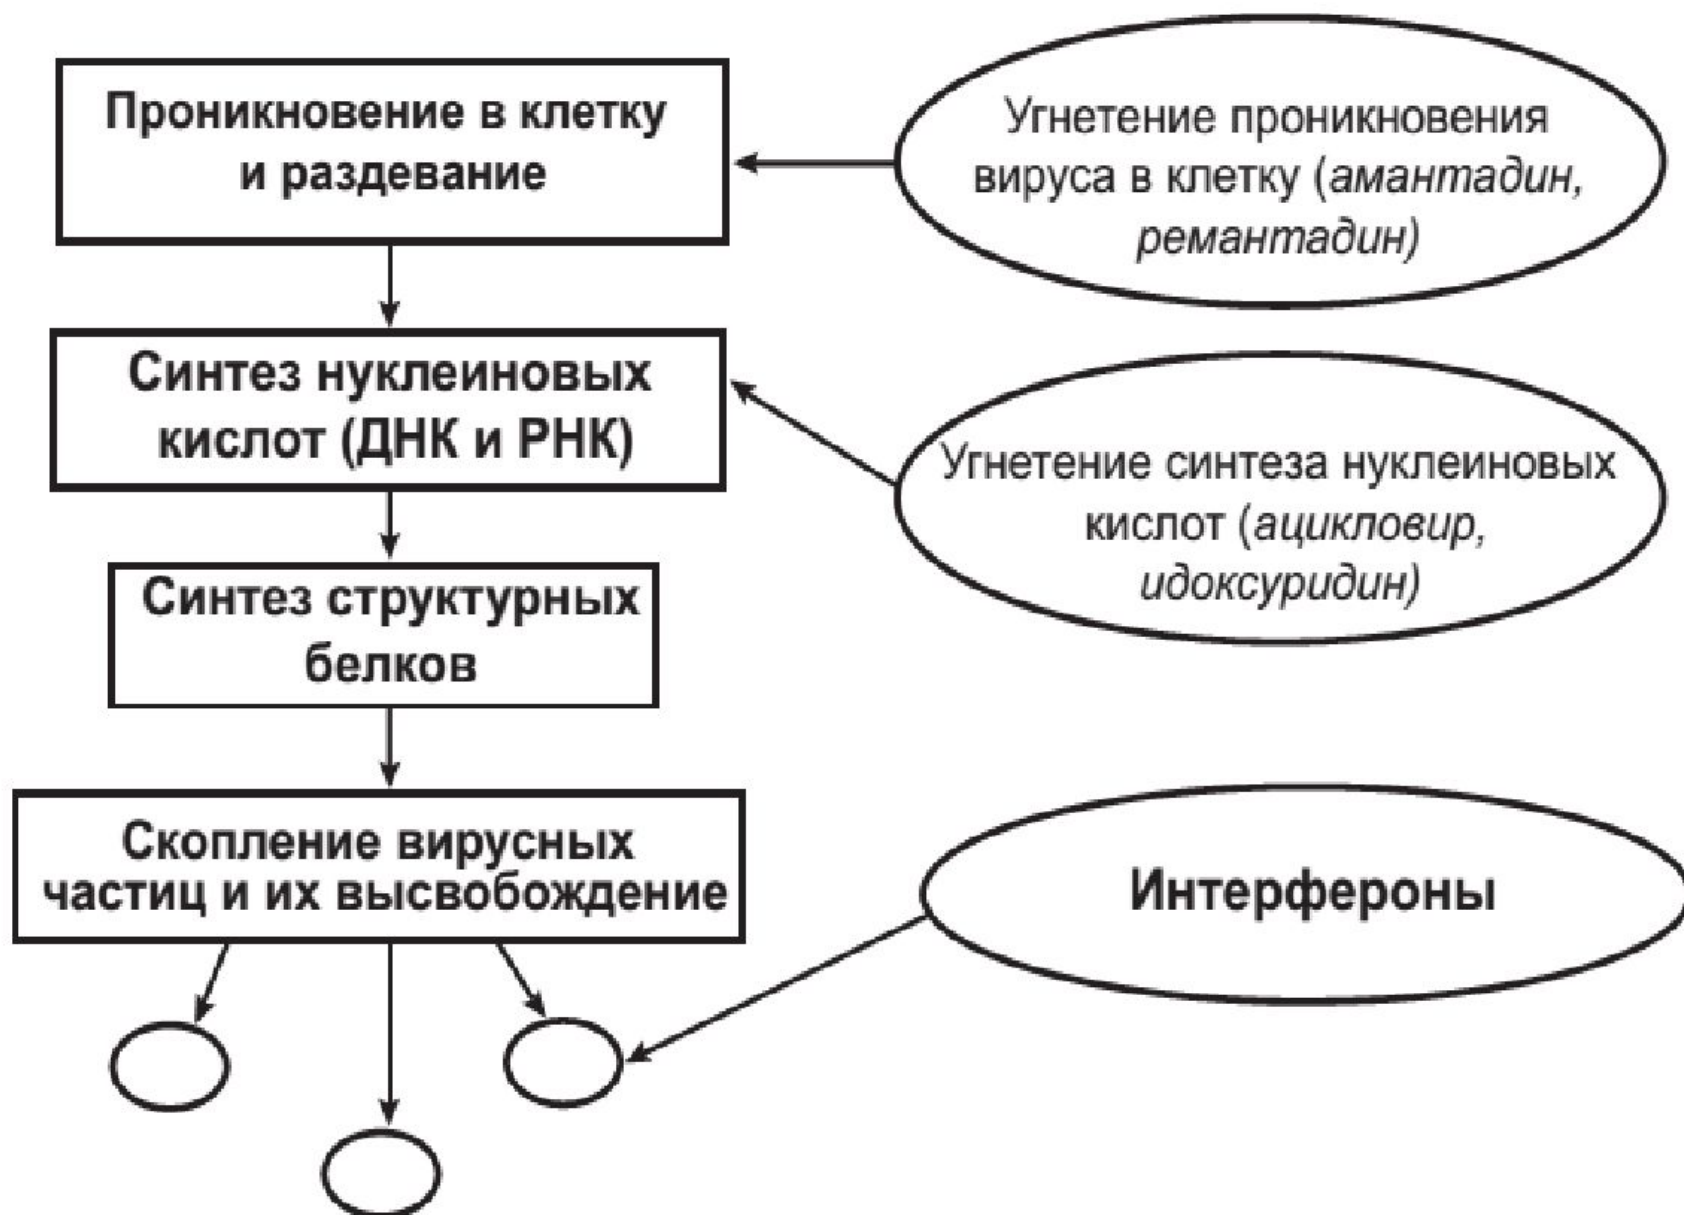 Проникновение в клетку
и раздевание
Угнетение проникновения
вируса в клетку (амантадин,
ремантадин)
Синтез нуклеиновых
кислот (ДНК и РНК)
Угнетение синтеза нуклеиновых
кислот (ацикловир,
идоксуридин)
Синтез структурных
белков
Скопление вирусных
частиц и их высвобождение
Интерфероны